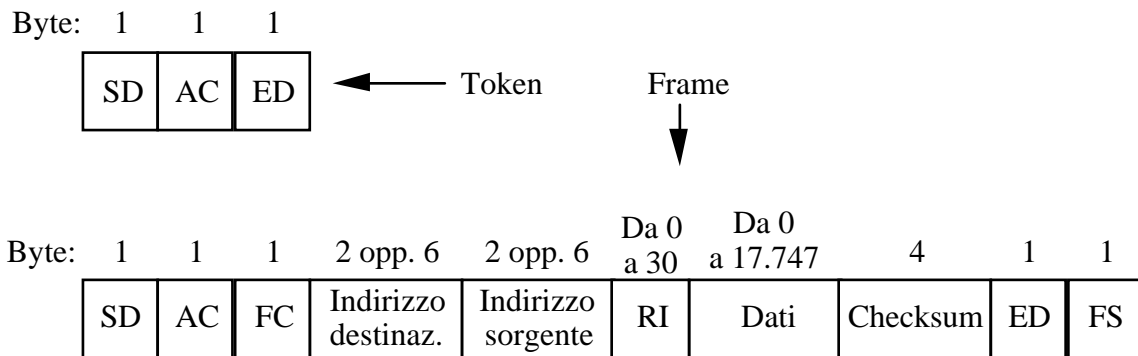 Byte: 1 1 1
SD AC ED Token Frame
Da 0 Da 0
Byte: 1 1 1 2 opp. 6 2 opp. 6 a 30 a 17.747 4 1 1
Indirizzo Indirizzo
SD AC FC destinaz. sorgente RI Dati Checksum ED FS